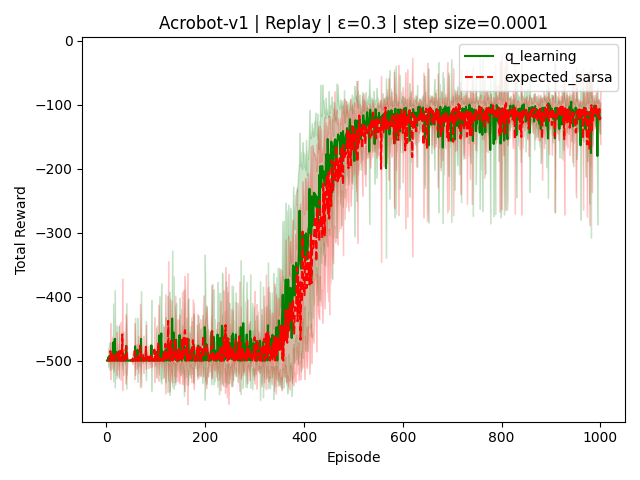 Acrobot-v1 | Replay | ε=0.3 | step size=0.0001
q_learning
expected_sarsa
Total Reward
0
−100
−200
−300
−400
−500
0 200 400 600 800 1000
Episode